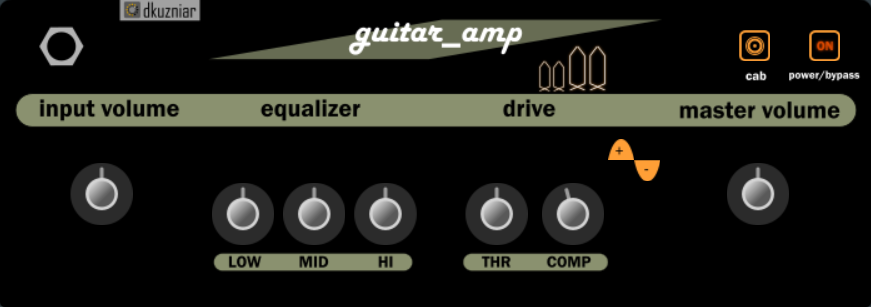 dkuzniar
guitar_amp
ON
cab
power/bypass
input volume
equalizer
drive
master volume
+
-
LOW
MID
HI
THR
COMP